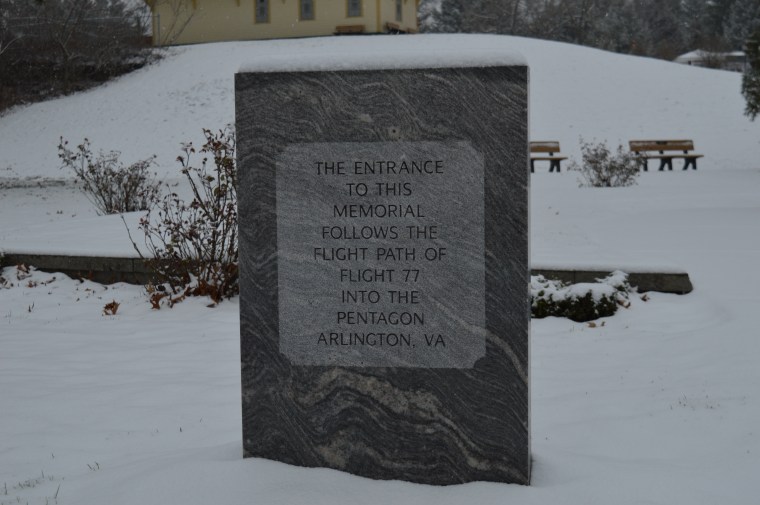 THE ENTRANCE
TO THIS
MEMORIAL
FOLLOWS THE
FLIGHT PATH OF
FLIGHT 77
INTO THE
PENTAGON
ARLINGTON, VA